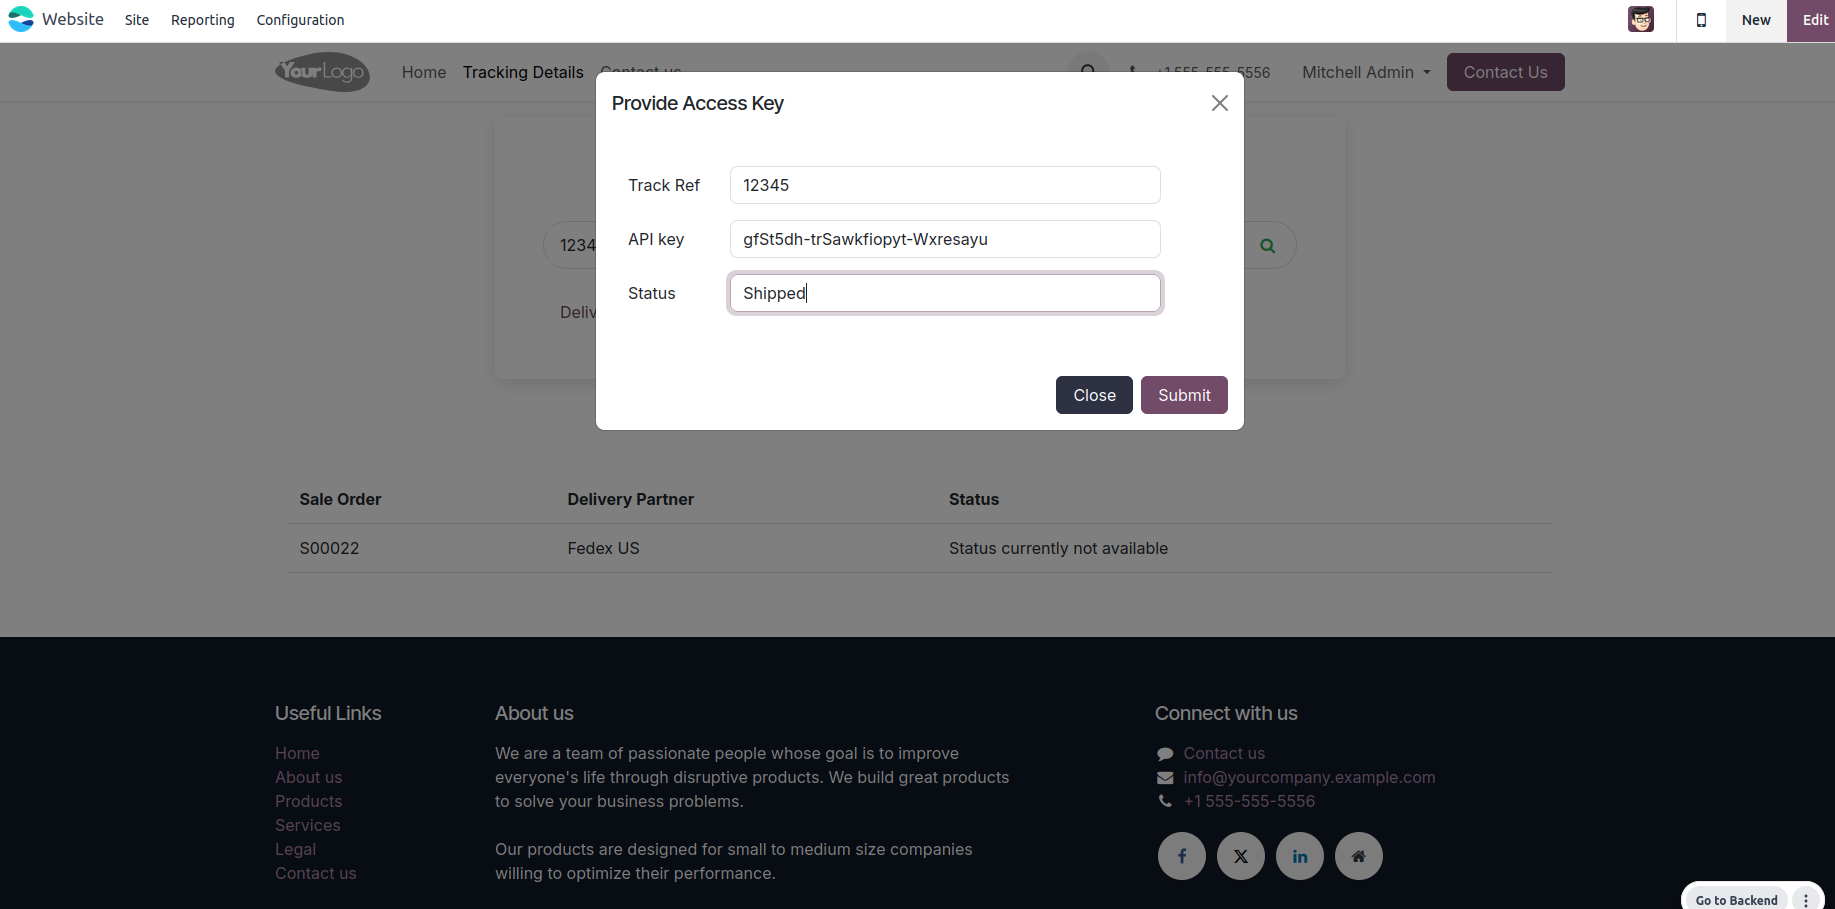 Website Site Reporting Configuration New Edit
YourLogo Home Tracking Details Contact us +1 555-555-5556 Mitchell Admin Contact Us
Provide Access Key
Track Ref 12345
1234
API key gfSt5dh-trSawkfiopyt-Wxresayu
Status Shipped
Deliv
Close Submit
Sale Order Delivery Partner Status
S00022 Fedex US Status currently not available
Useful Links
Home
About us
Products
Services
Legal
Contact us
About us
We are a team of passionate people whose goal is to improve
everyone's life through disruptive products. We build great products
to solve your business problems.
Our products are designed for small to medium size companies
willing to optimize their performance.
Connect with us
Contact us
info@yourcompany.example.com
+1 555-555-5556
Go to Backend